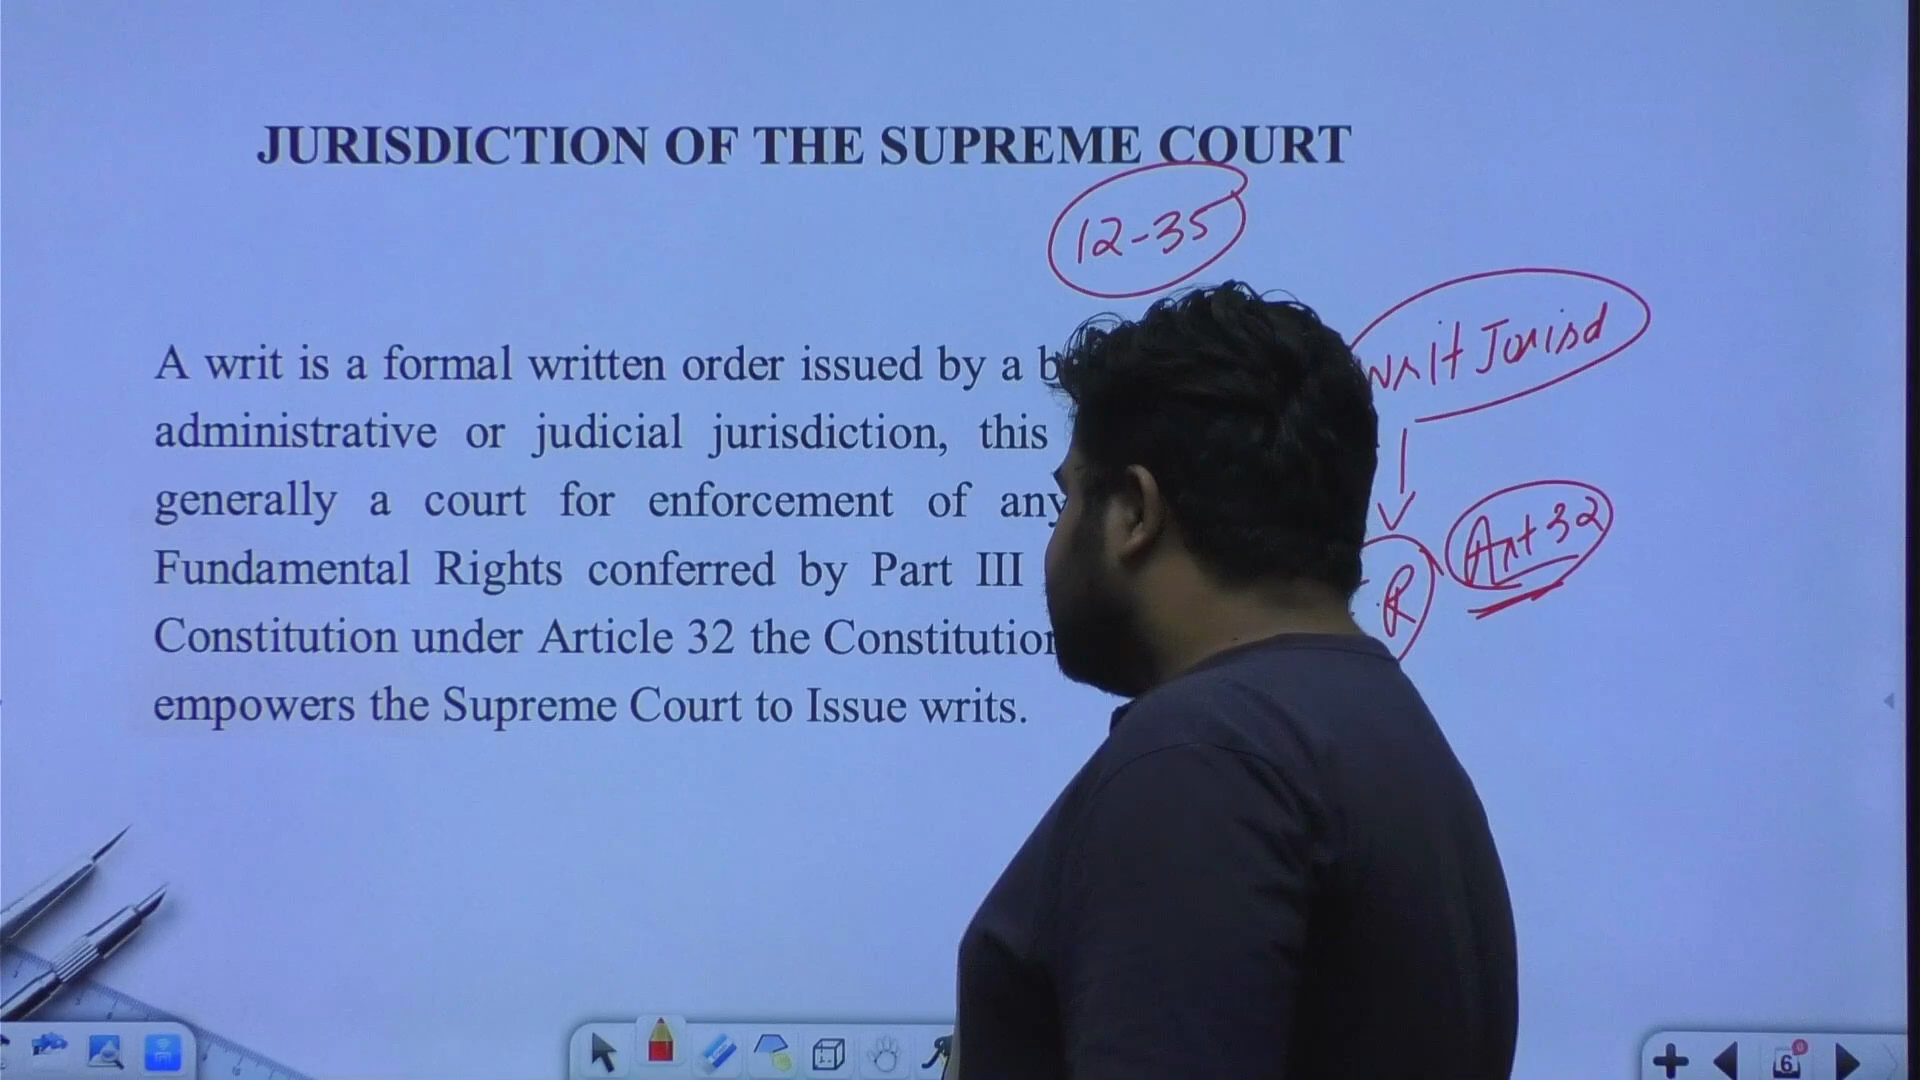 JURISDICTION OF THE SUPREME COURT
12-35
Writ Jurisd
A writ is a formal written order issued by a
administrative or judicial jurisdiction, this
generally a court for enforcement of any
Art 32
Fundamental Rights conferred by Part III
R
Constitution under Article 32 the Constitution
empowers the Supreme Court to Issue writs.
6